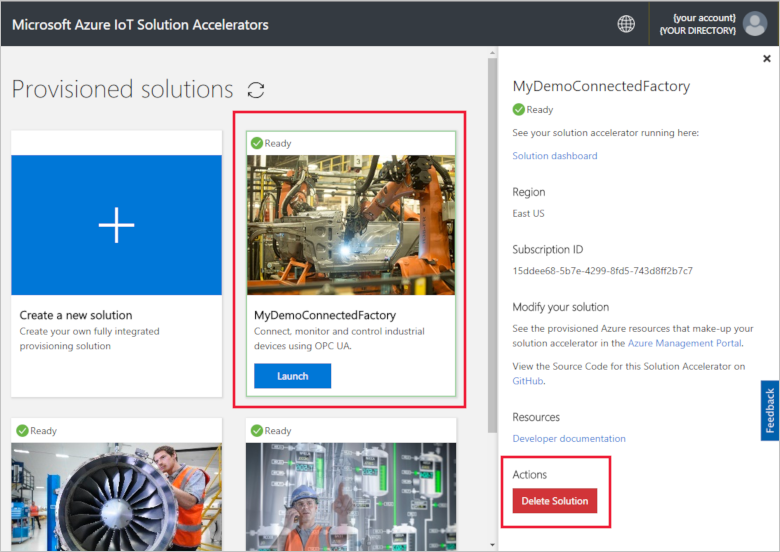 Microsoft Azure IoT Solution Accelerators
{your account}
{YOUR DIRECTORY}
Provisioned solutions
Create a new solution
Create your own fully integrated
provisioning solution
Ready
MyDemoConnectedFactory
Connect, monitor and control industrial
devices using OPC UA.
Launch
Ready
Ready
MyDemoConnectedFactory
Ready
See your solution accelerator running here:
Solution dashboard
Region
East US
Subscription ID
15ddee68-5b7e-4299-8fd5-743d8ff2b7c7
Modify your solution
See the provisioned Azure resources that make-up your
solution accelerator in the Azure Management Portal.
View the Source Code for this Solution Accelerator on
GitHub.
Resources
Developer documentation
Actions
Delete Solution
Feedback